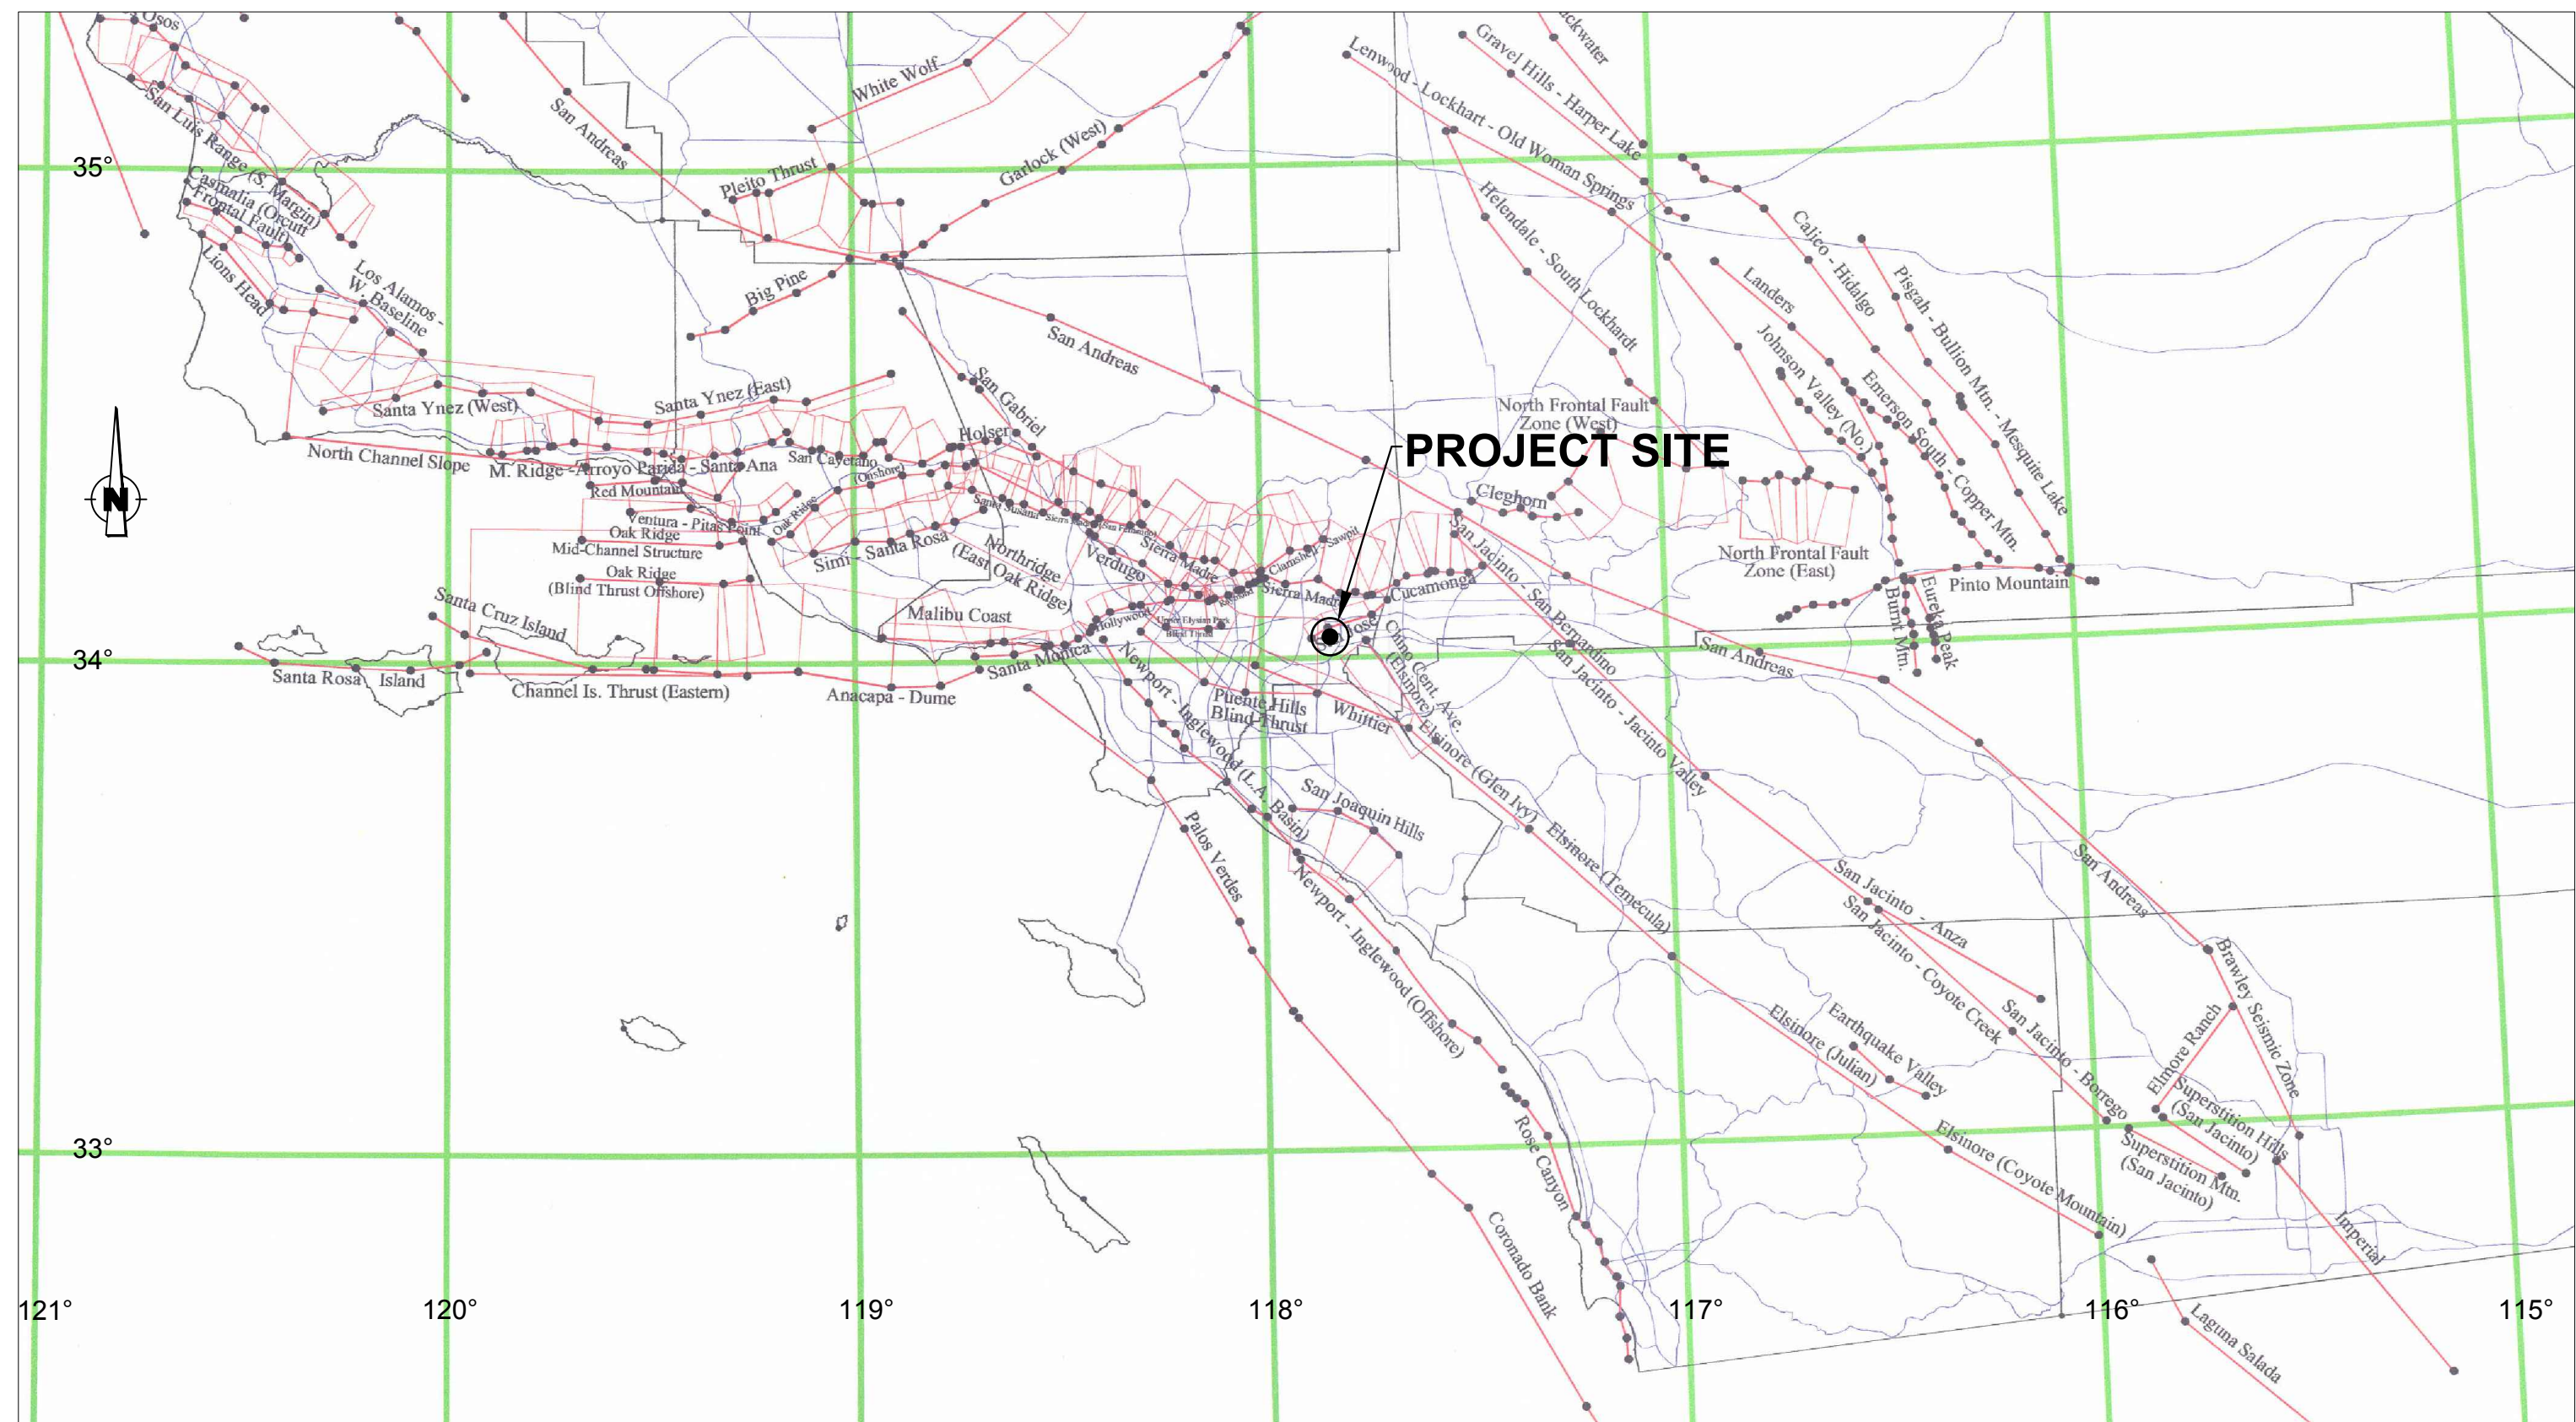 Osos
San Luis Range (S. Margin)
Casmalia (Orcutt
Frontal Fault)
Lions Head
Los Alamos -
W. Baseline
San Andreas
White Wolf
Pleito Thrust
Garlock (West)
Big Pine
San Andreas
Lenwood - Lockhart - Old Woman Springs
Gravel Hills - Harper Lake
Helendale - South Lockhardt
Calico - Hidalgo
Pisgah - Bullion Mtn. - Mesquite Lake
Landers
Johnson Valley (No.)
Emerson South - Copper Mtn.
35°
Santa Ynez (West)
Santa Ynez (East)
San Gabriel
Holser
North Frontal Fault
Zone (West)
PROJECT SITE
North Channel Slope
M. Ridge - Arroyo Parida - Santa Ana
San Cayetano
Red Mountain
(Onshore)
Oak Ridge
Ventura - Pitas Point
Oak Ridge
Mid-Channel Structure
Oak Ridge
(Blind Thrust Offshore)
Simi - Santa Rosa
Santa Susana
Northridge
(East Oak Ridge)
Verdugo
Sierra Madre
Clamshell - Sawpit
Sierra Madre
Cucamonga
Cleghorn
North Frontal Fault
Zone (East)
Pinto Mountain
Eureka Peak
Burnt Mtn.
N
Santa Cruz Island
Malibu Coast
Hollywood
Upper Elysian Park
Blind Thrust
San Jacinto - San Bernardino
San Jacinto - Jacinto Valley
San Andreas
34°
Santa Rosa Island
Channel Is. Thrust (Eastern)
Anacapa - Dume
Santa Monica
Newport - Inglewood (L.A. Basin)
Puente Hills
Blind Thrust
Whittier
Chino Cent. Ave.
(Elsinore)
Elsinore (Glen Ivy)
Elsinore (Temecula)
San Joaquin Hills
Palos Verdes
Newport - Inglewood (Offshore)
San Jacinto - Anza
San Jacinto - Coyote Creek
San Andreas
Brawley Seismic Zone
San Jacinto - Borrego
Elmore Ranch
Earthquake Valley
Elsinore (Julian)
Superstition Hills
(San Jacinto)
Superstition Mtn.
(San Jacinto)
Elsinore (Coyote Mountain)
33°
Rose Canyon
Coronado Bank
Imperial
Laguna Salada
121°
120°
119°
118°
117°
116°
115°